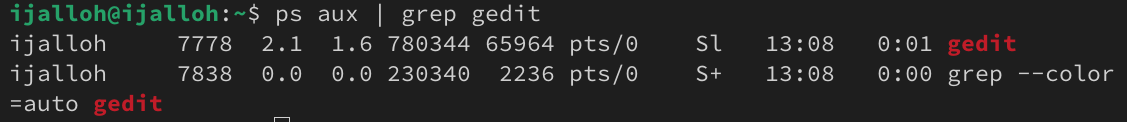 ijalloh@ijalloh:~$ ps aux | grep gedit
ijalloh     7778  2.1  1.6 780344 65964 pts/0    Sl   13:08   0:01 gedit
ijalloh     7838  0.0  0.0 230340  2236 pts/0    S+   13:08   0:00 grep --color
=auto gedit